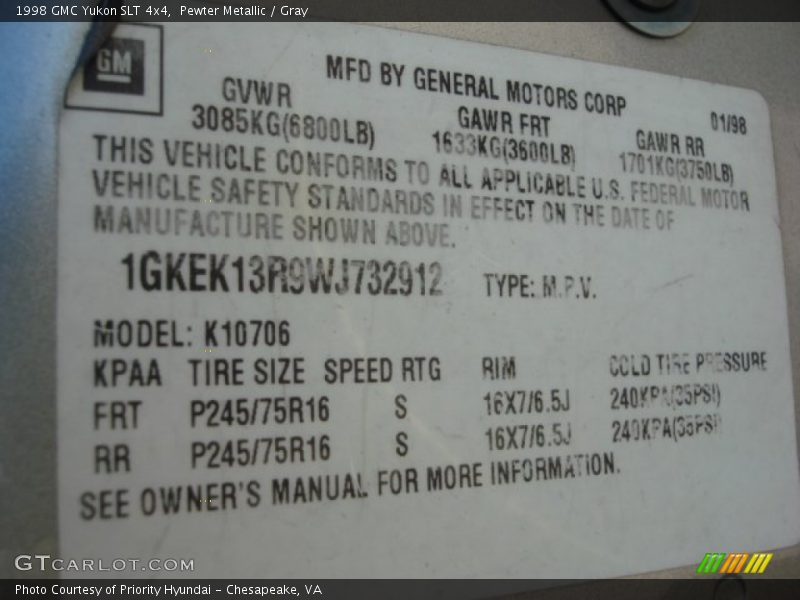 1998 GMC Yukon SLT 4x4, Pewter Metallic / Gray
GM
MFD BY GENERAL MOTORS CORP
01/98
GVWR
GAWR FRT
GAWR RR
3085KG(6800LB)
1633KG(3600LB)
1701KG(3750LB)
THIS VEHICLE CONFORMS TO ALL APPLICABLE U.S. FEDERAL MOTOR
VEHICLE SAFETY STANDARDS IN EFFECT ON THE DATE OF
MANUFACTURE SHOWN ABOVE.
1GKEK13R9WJ732912
TYPE: M.P.V.
MODEL: K10706
KPAA TIRE SIZE SPEED RTG RIM COLD TIRE PRESSURE
FRT P245/75R16 S 16X7/6.5J 240KPA(35PSI)
RR P245/75R16 S 16X7/6.5J 240KPA(35PSI)
SEE OWNER'S MANUAL FOR MORE INFORMATION.
GTCARLOT.COM
Photo Courtesy of Priority Hyundai - Chesapeake, VA